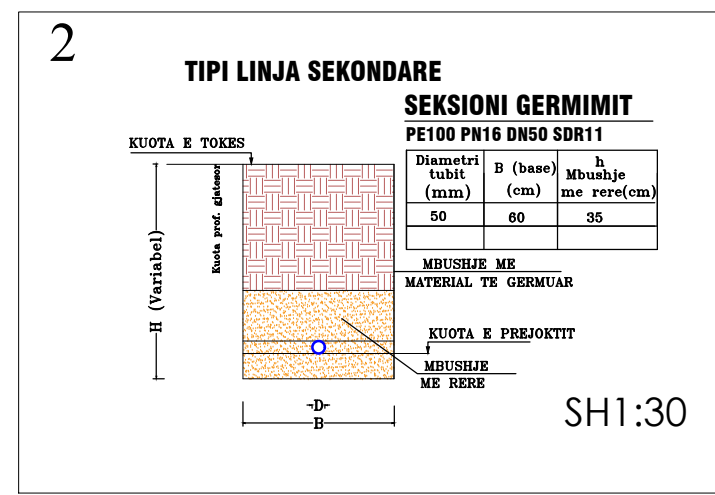 2
TIPI LINJA SEKONDARE
SEKSIONI GERMIMIT
PE100 PN16 DN50 SDR11
KUOTA E TOKES
Diametri tubit (mm)
B (base) (cm)
h Mbushje me rere(cm)
50 60 35
Kuota prof. gjatesor
H (Variabel)
MBUSHJE ME
MATERIAL TE GERMUAR
KUOTA E PREJOKTIT
MBUSHJE
ME RERE
D
B
SH1:30